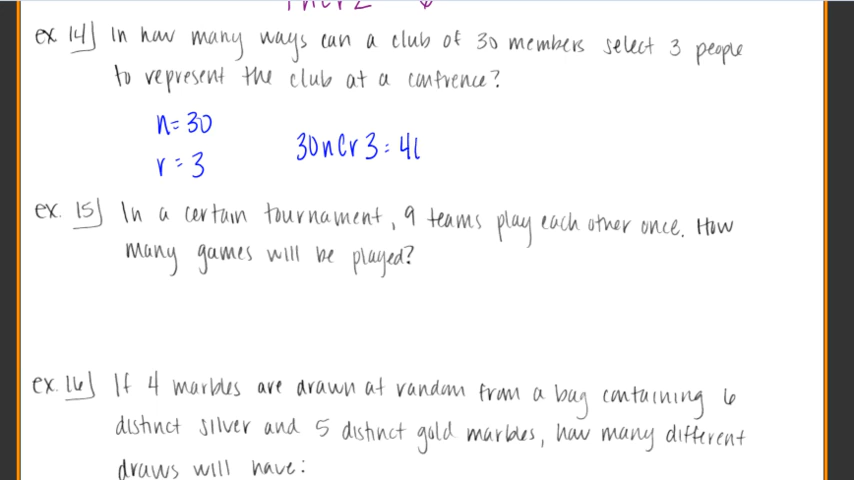 ex 14] In how many ways can a club of 30 members select 3 people
to represent the club at a confrence?
n=30
30nCr3=4
r=3
ex. 15] In a certain tournament, 9 teams play each other once. How
many games will be played?
ex. 16] If 4 marbles are drawn at random from a bag containing 6
distinct silver and 5 distinct gold marbles, how many different
draws will have: